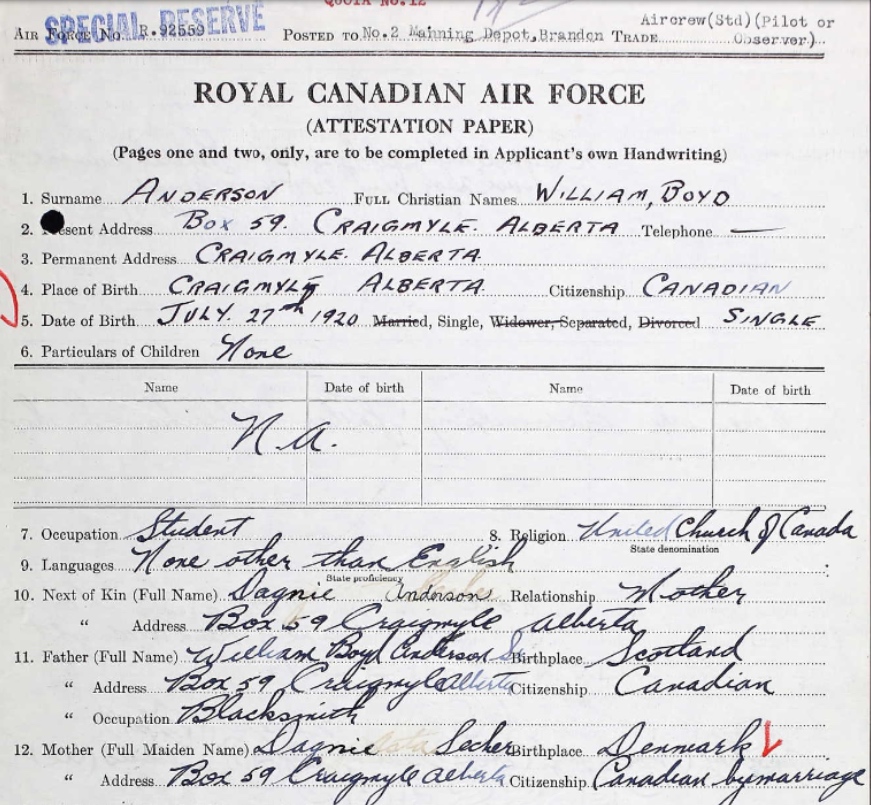 QUOTA NO.12
SPECIAL RESERVE
Aircrew(Std)(Pilot or
AIR FORCE No. R.92559 POSTED TO No.2 Manning Depot,Brandon TRADE Observer)
ROYAL CANADIAN AIR FORCE
(ATTESTATION PAPER)
(Pages one and two, only, are to be completed in Applicant's own Handwriting)
1. Surname ANDERSON FULL Christian Names WILLIAM, BOYD
2. Present Address BOX 59. CRAIGMYLE. ALBERTA Telephone —
3. Permanent Address CRAIGMYLE. ALBERTA.
4. Place of Birth CRAIGMYLE ALBERTA. Citizenship CANADIAN
5. Date of Birth JULY. 27th 1920 Married, Single, Widower, Separated, Divorced SINGLE
6. Particulars of Children None
Name Date of birth Name Date of birth
N.A.
7. Occupation Student 8. Religion United Church of Canada
State denomination
9. Languages None other than English
State proficiency
10. Next of Kin (Full Name) Dagnie Anderson Relationship Mother
" Address Box 59 Craigmyle Alberta
11. Father (Full Name) William Boyd Anderson Sr Birthplace Scotland
" Address Box 59 Craigmyle Alberta Citizenship Canadian
" Occupation Blacksmith
12. Mother (Full Maiden Name) Dagnie Secher Birthplace Denmark
" Address Box 59 Craigmyle Alberta Citizenship Canadian by marriage